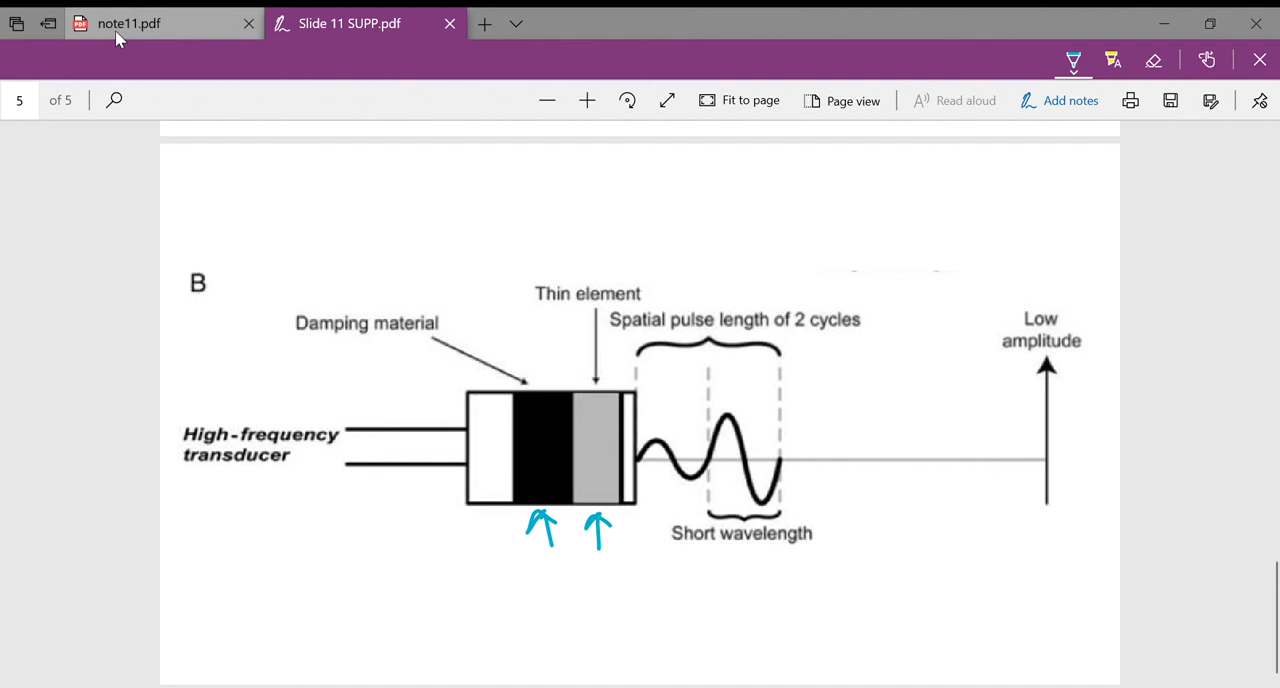 note11.pdf
Slide 11 SUPP.pdf
5 of 5
Fit to page
Page view
Read aloud
Add notes
B
Thin element
Damping material
Spatial pulse length of 2 cycles
Low
amplitude
High-frequency
transducer
Short wavelength